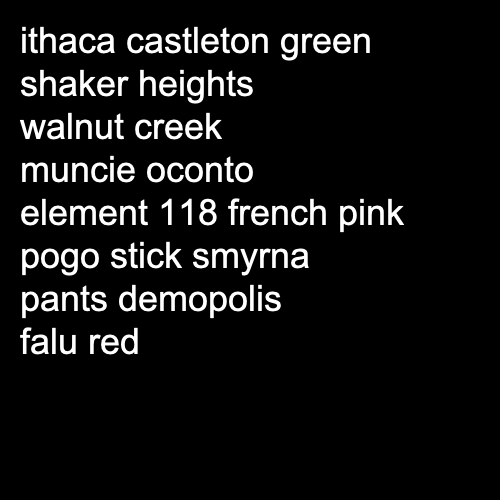 ithaca castleton green
shaker heights
walnut creek
muncie oconto
element 118 french pink
pogo stick smyrna
pants demopolis
falu red